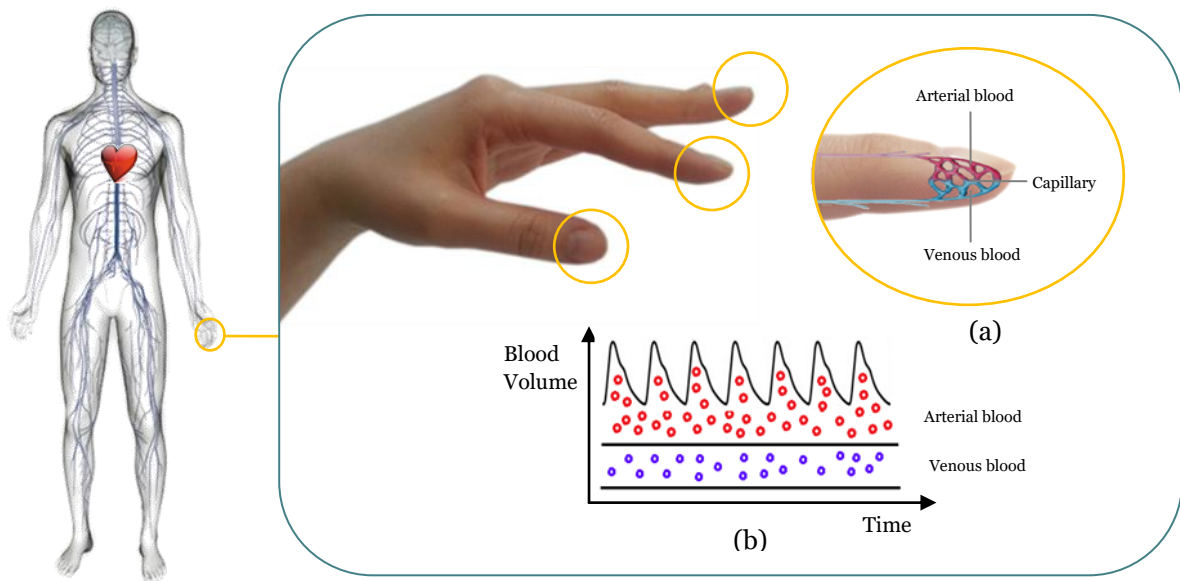 Arterial blood
Capillary
Venous blood
(a)
Blood
Volume
Arterial blood
Venous blood
Time
(b)